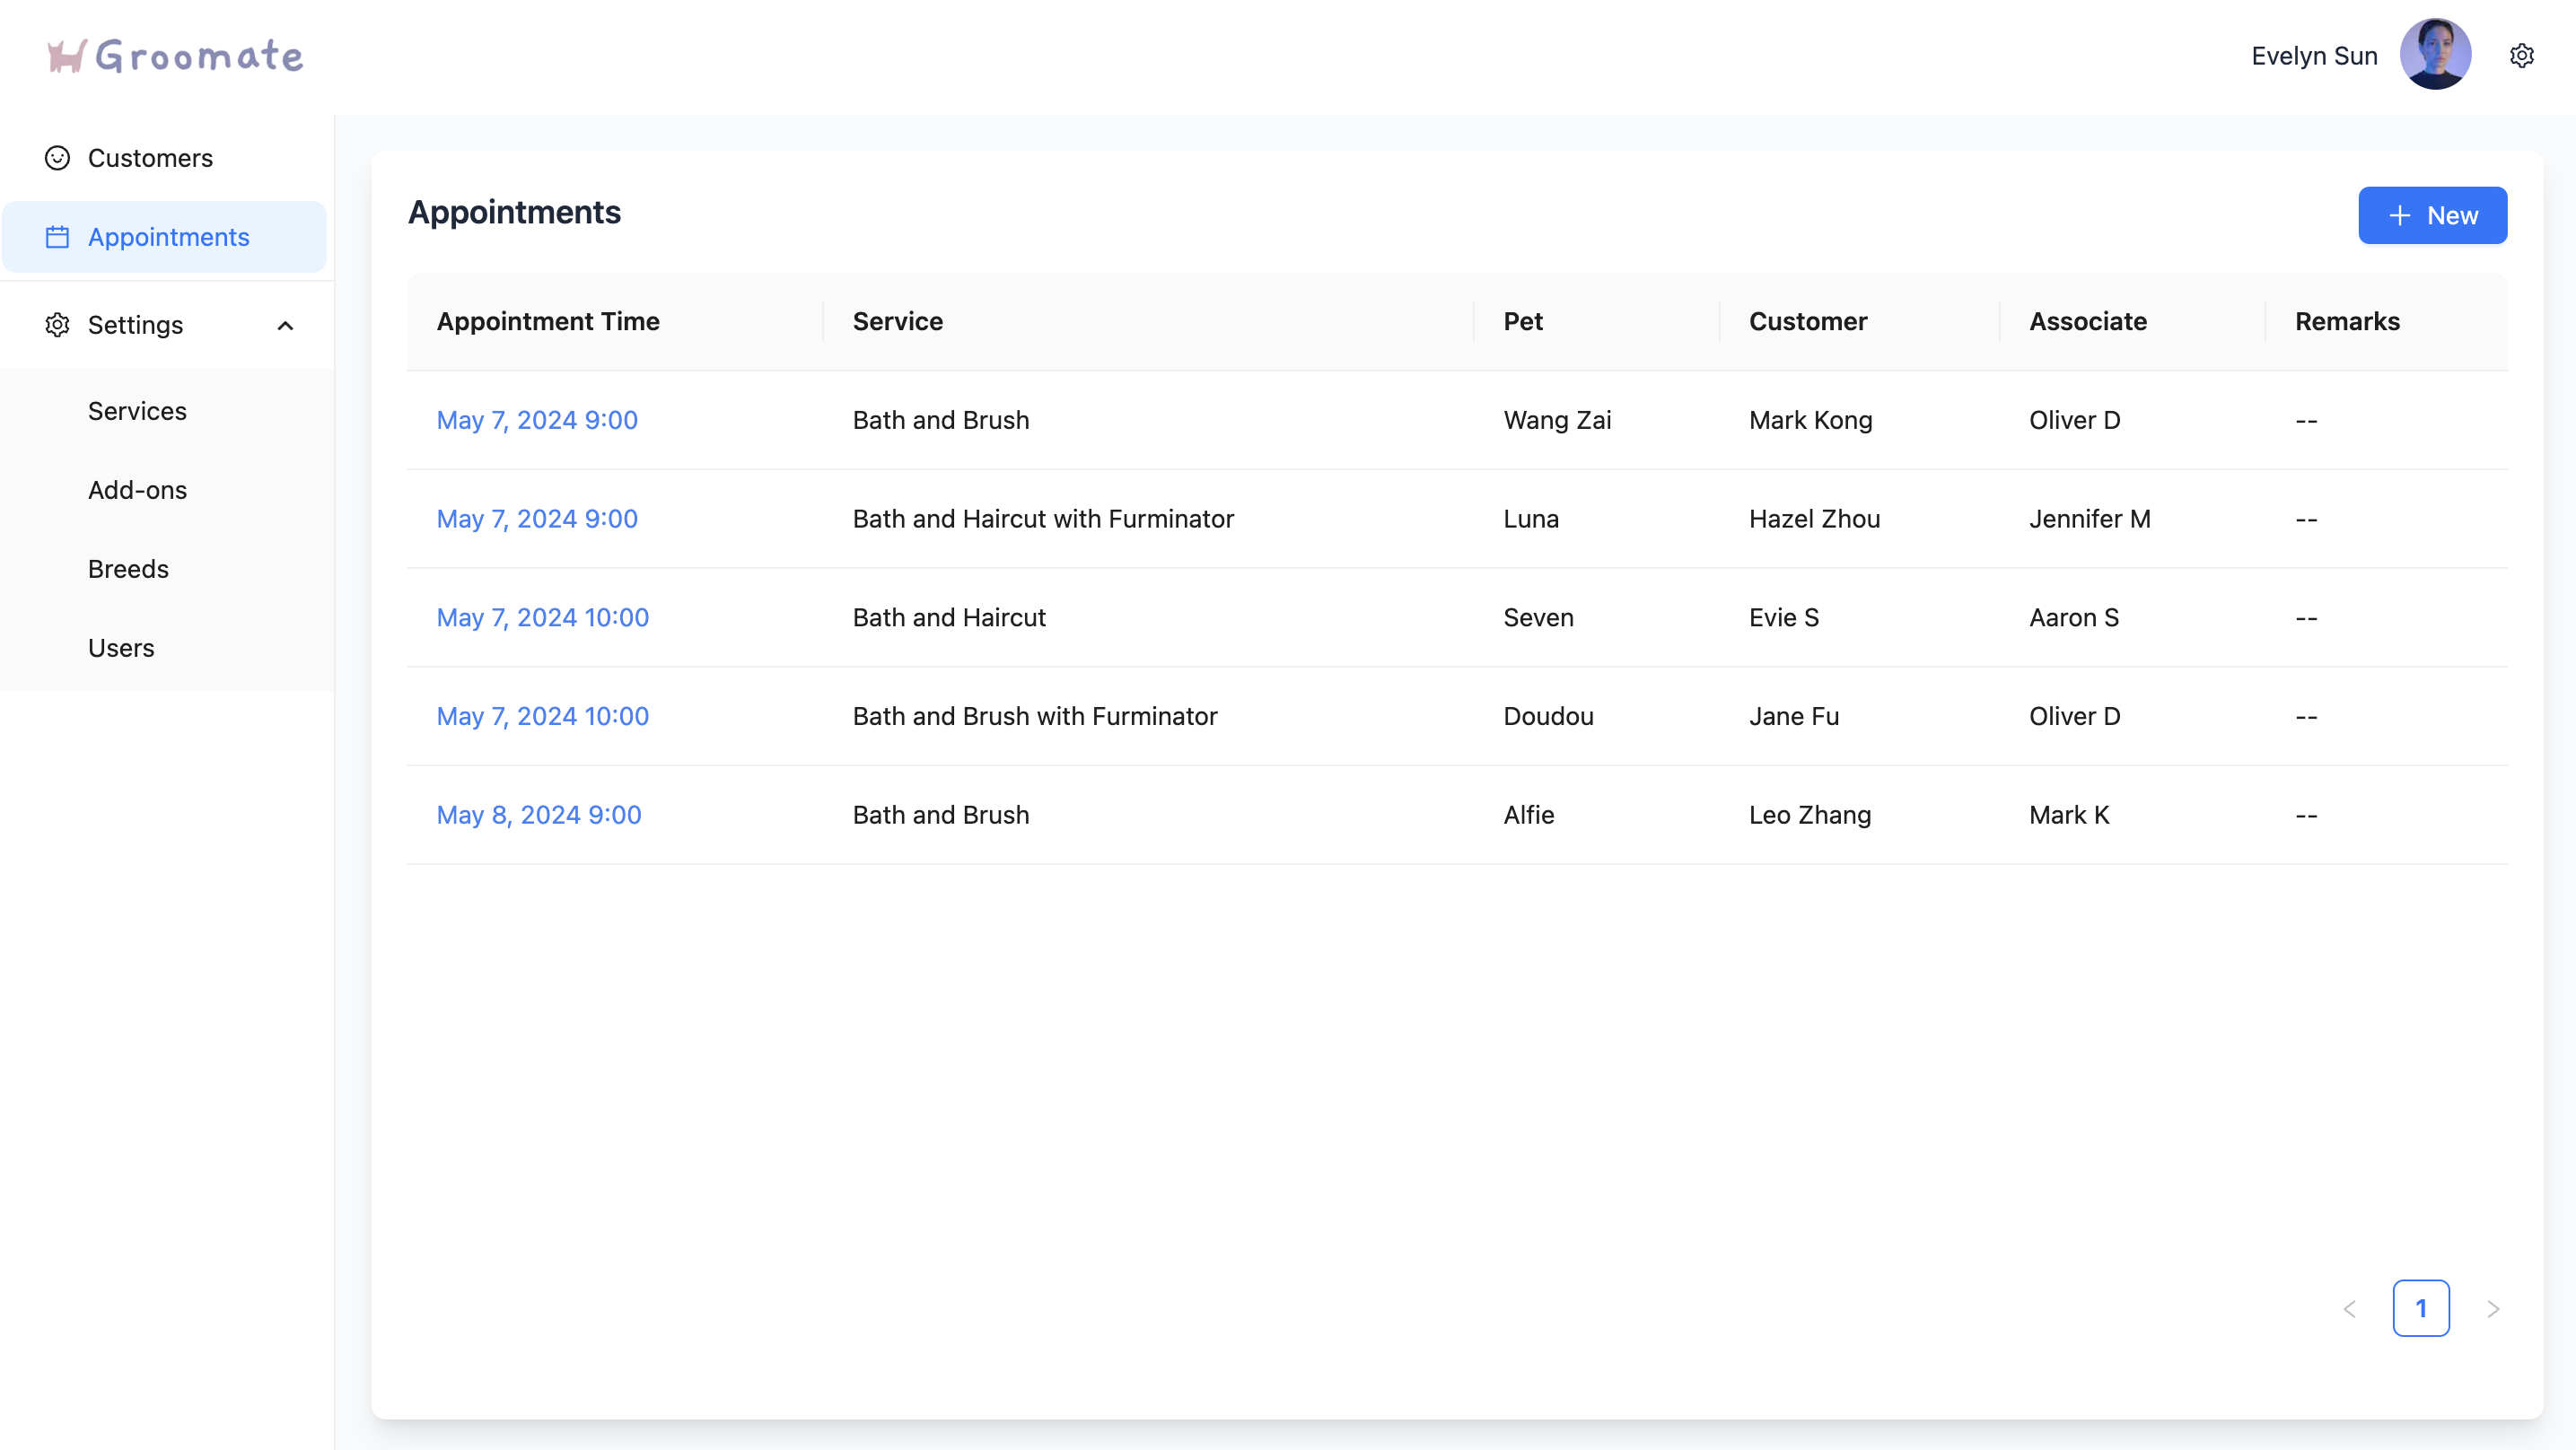 Groomate
Evelyn Sun
Customers
Appointments
Settings
Services
Add-ons
Breeds
Users
Appointments
New
Appointment Time Service Pet Customer Associate Remarks
May 7, 2024 9:00 Bath and Brush Wang Zai Mark Kong Oliver D --
May 7, 2024 9:00 Bath and Haircut with Furminator Luna Hazel Zhou Jennifer M --
May 7, 2024 10:00 Bath and Haircut Seven Evie S Aaron S --
May 7, 2024 10:00 Bath and Brush with Furminator Doudou Jane Fu Oliver D --
May 8, 2024 9:00 Bath and Brush Alfie Leo Zhang Mark K --
1